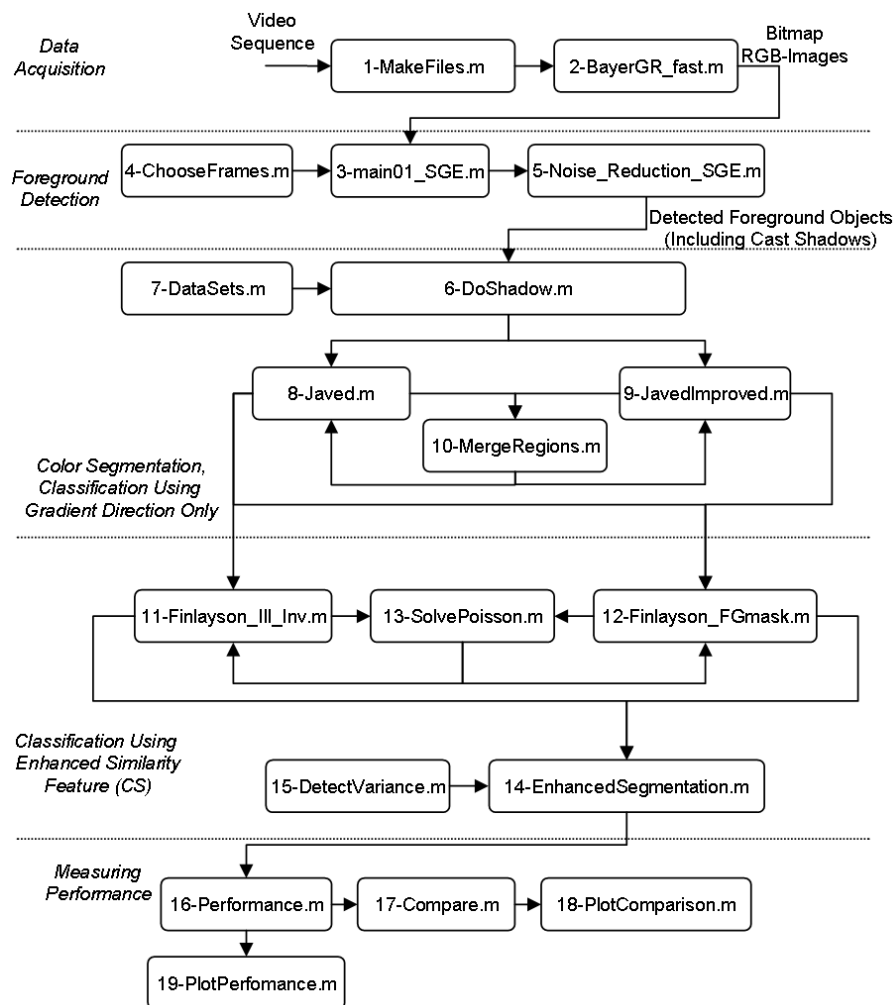 Data
Acquisition
Video
Sequence
1-MakeFiles.m
2-BayerGR_fast.m
Bitmap
RGB-Images
Foreground
Detection
4-ChooseFrames.m
3-main01_SGE.m
5-Noise_Reduction_SGE.m
Detected Foreground Objects
(Including Cast Shadows)
7-DataSets.m
6-DoShadow.m
8-Javed.m
9-JavedImproved.m
10-MergeRegions.m
Color Segmentation,
Classification Using
Gradient Direction Only
11-Finlayson_Ill_Inv.m
13-SolvePoisson.m
12-Finlayson_FGmask.m
Classification Using
Enhanced Similarity
Feature (CS)
15-DetectVariance.m
14-EnhancedSegmentation.m
Measuring
Performance
16-Performance.m
17-Compare.m
18-PlotComparison.m
19-PlotPerfomance.m